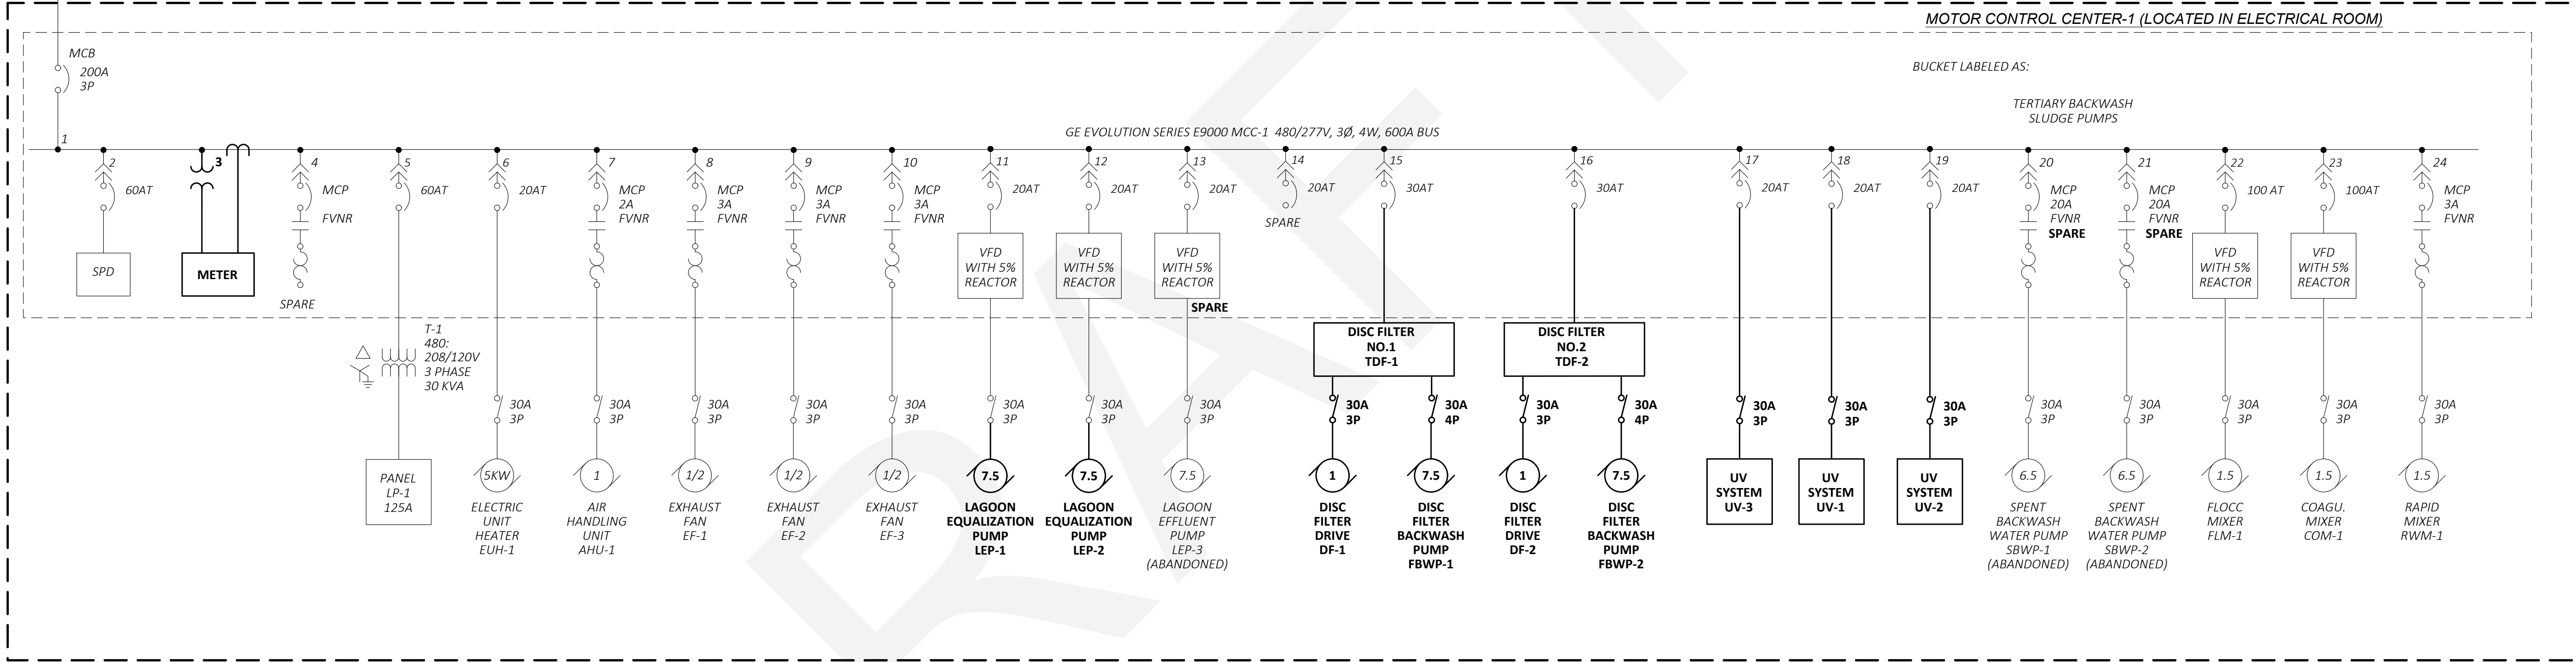 MOTOR CONTROL CENTER-1 (LOCATED IN ELECTRICAL ROOM)
MCB
200A
3P
BUCKET LABELED AS:
TERTIARY BACKWASH
SLUDGE PUMPS
GE EVOLUTION SERIES E9000 MCC-1 480/277V, 3Ø, 4W, 600A BUS
1
2
60AT
SPD
3
METER
4
MCP
FVNR
SPARE
5
60AT
T-1
480:
208/120V
3 PHASE
30 KVA
PANEL
LP-1
125A
6
20AT
30A
3P
5KW
ELECTRIC
UNIT
HEATER
EUH-1
7
MCP
2A
FVNR
30A
3P
1
AIR
HANDLING
UNIT
AHU-1
8
MCP
3A
FVNR
30A
3P
1/2
EXHAUST
FAN
EF-1
9
MCP
3A
FVNR
30A
3P
1/2
EXHAUST
FAN
EF-2
10
MCP
3A
FVNR
30A
3P
1/2
EXHAUST
FAN
EF-3
11
20AT
VFD
WITH 5%
REACTOR
30A
3P
7.5
LAGOON
EQUALIZATION
PUMP
LEP-1
12
20AT
VFD
WITH 5%
REACTOR
30A
3P
7.5
LAGOON
EQUALIZATION
PUMP
LEP-2
13
20AT
VFD
WITH 5%
REACTOR
SPARE
30A
3P
7.5
LAGOON
EFFLUENT
PUMP
LEP-3
(ABANDONED)
14
20AT
SPARE
15
30AT
DISC FILTER
NO.1
TDF-1
30A
3P
1
DISC
FILTER
DRIVE
DF-1
30A
4P
7.5
DISC
FILTER
BACKWASH
PUMP
FBWP-1
16
30AT
DISC FILTER
NO.2
TDF-2
30A
3P
1
DISC
FILTER
DRIVE
DF-2
30A
4P
7.5
DISC
FILTER
BACKWASH
PUMP
FBWP-2
17
20AT
30A
3P
UV
SYSTEM
UV-3
18
20AT
30A
3P
UV
SYSTEM
UV-1
19
20AT
30A
3P
UV
SYSTEM
UV-2
20
MCP
20A
FVNR
SPARE
30A
3P
6.5
SPENT
BACKWASH
WATER PUMP
SBWP-1
(ABANDONED)
21
MCP
20A
FVNR
SPARE
30A
3P
6.5
SPENT
BACKWASH
WATER PUMP
SBWP-2
(ABANDONED)
22
100 AT
VFD
WITH 5%
REACTOR
30A
3P
1.5
FLOCC
MIXER
FLM-1
23
100AT
VFD
WITH 5%
REACTOR
30A
3P
1.5
COAGU.
MIXER
COM-1
24
MCP
3A
FVNR
30A
3P
1.5
RAPID
MIXER
RWM-1